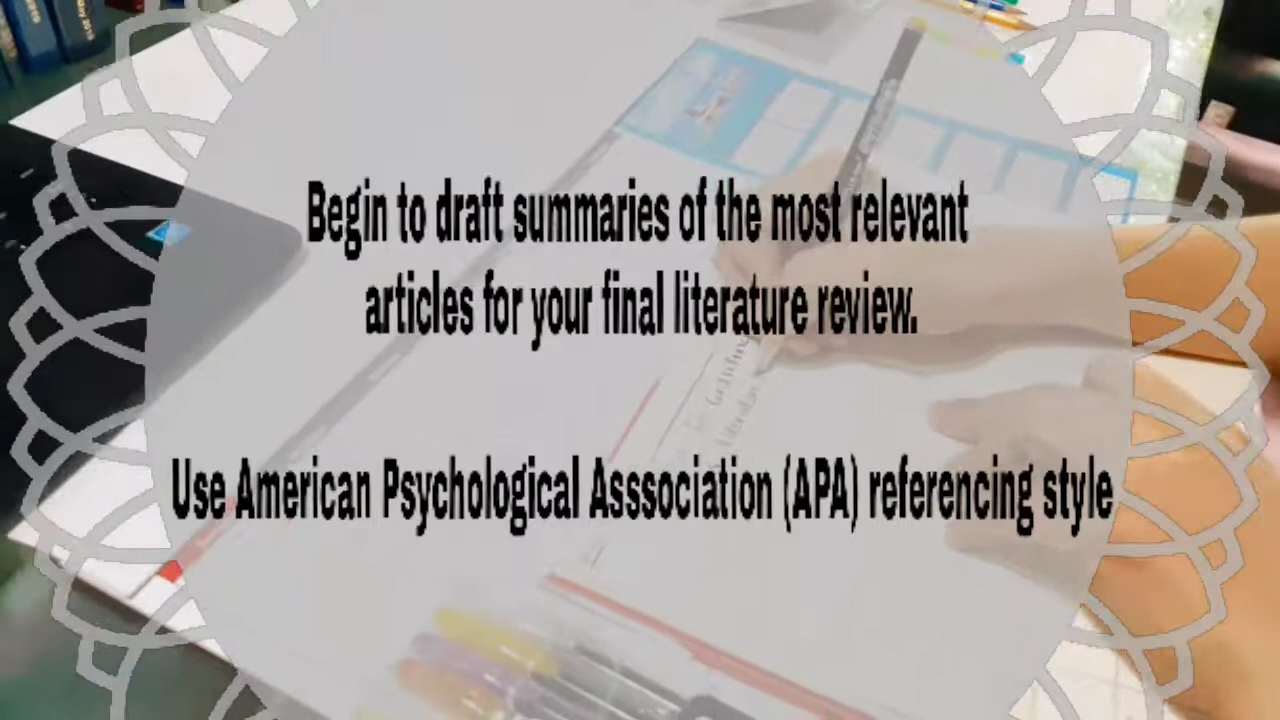 Begin to draft summaries of the most relevant
articles for your final literature review.
Use American Psychological Asssociation (APA) referencing style